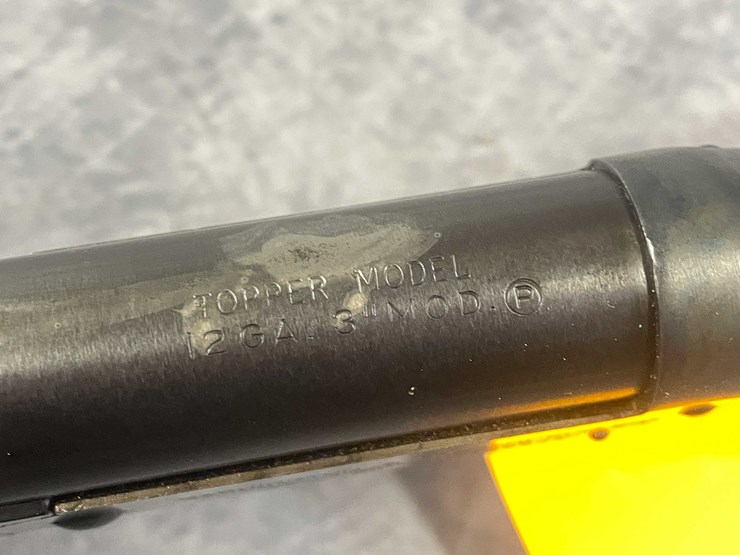 TOPPER MODEL
12 GA. 3" MOD. Ⓟ